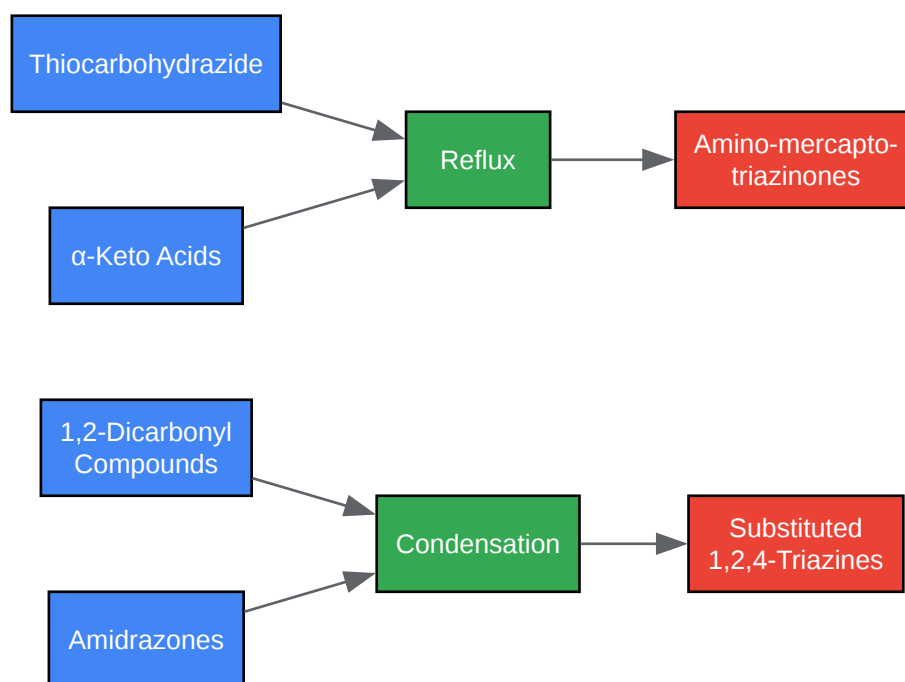 Thiocarbohydrazide
Reflux
Amino-mercapto-
triazinones
α-Keto Acids
1,2-Dicarbonyl
Compounds
Condensation
Substituted
1,2,4-Triazines
Amidrazones